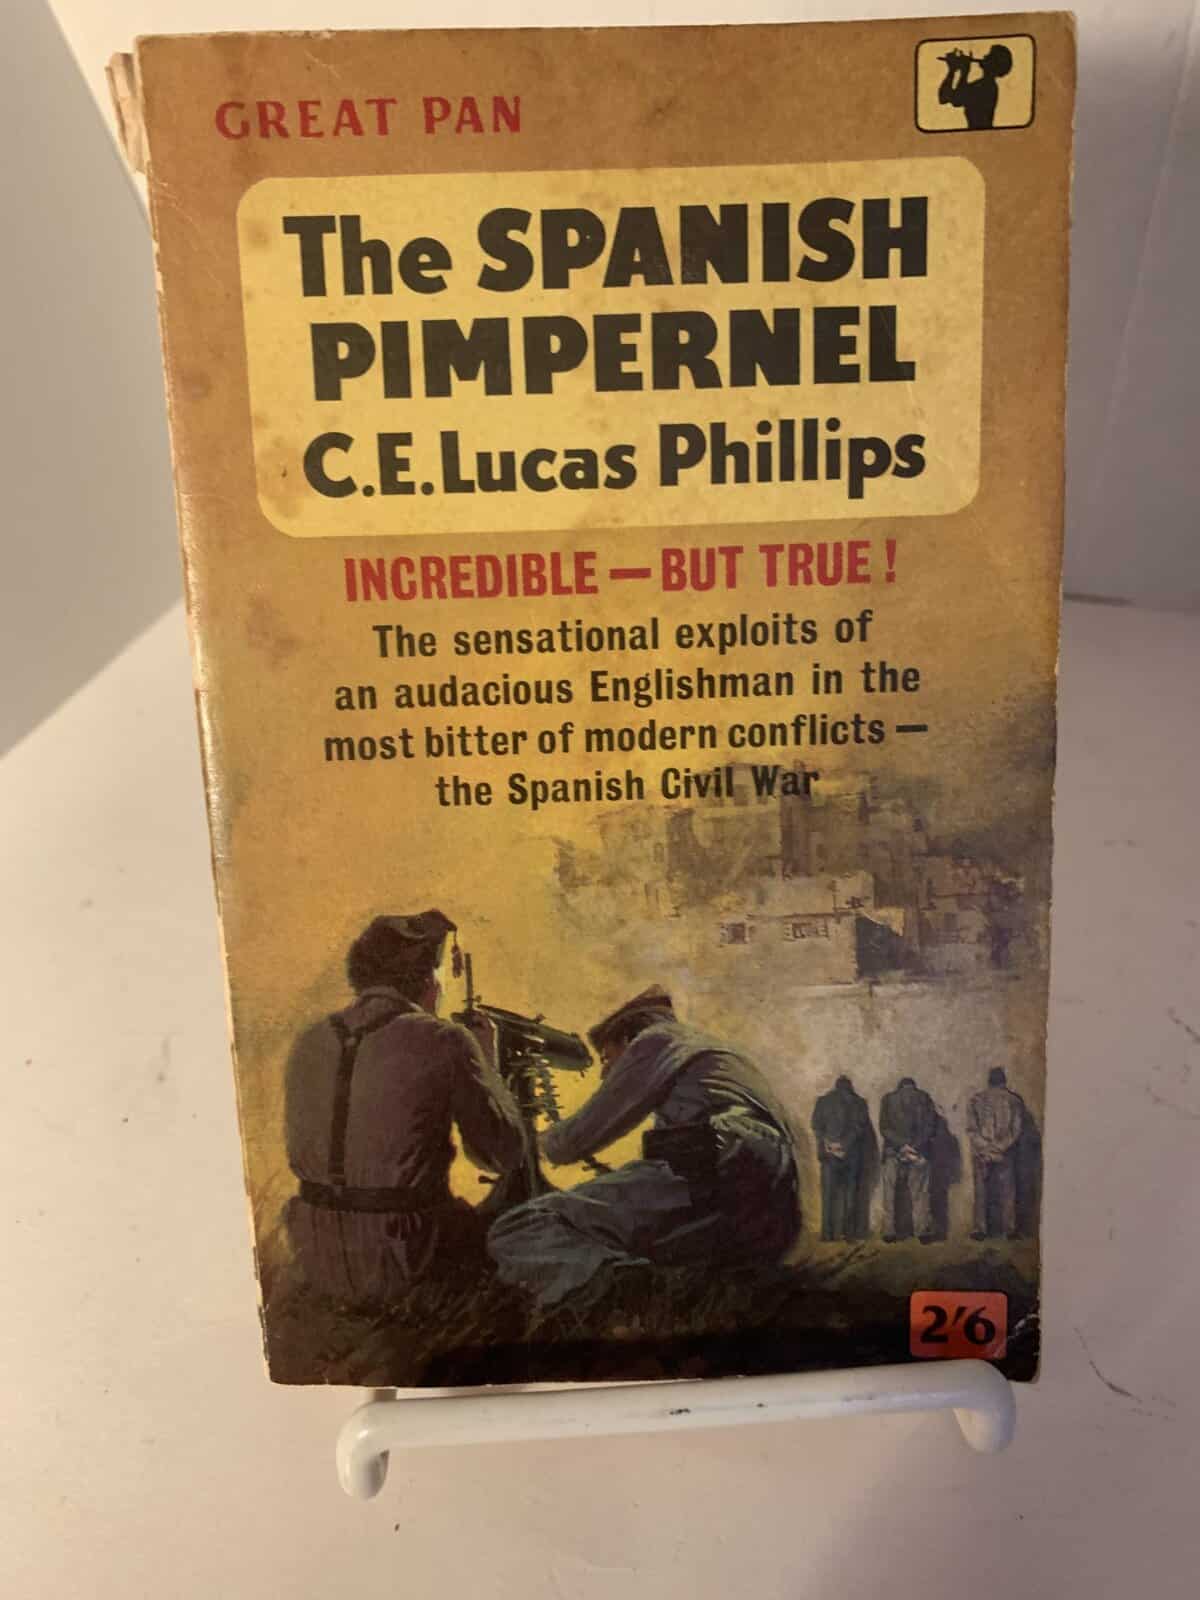 GREAT PAN
The SPANISH
PIMPERNEL
C.E.Lucas Phillips
INCREDIBLE — BUT TRUE !
The sensational exploits of
an audacious Englishman in the
most bitter of modern conflicts —
the Spanish Civil War
2'6